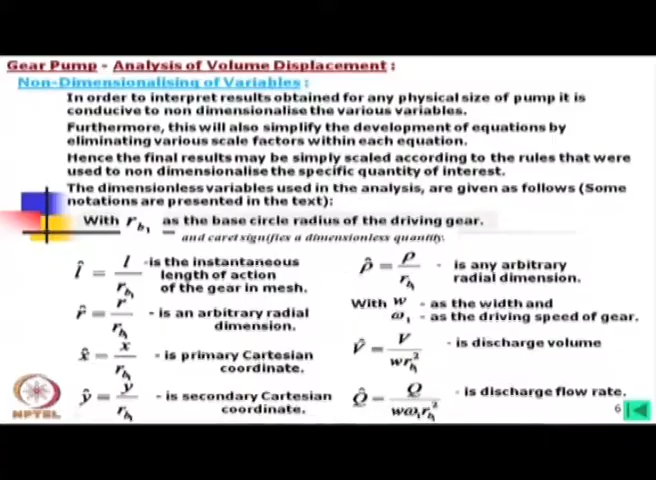 Gear Pump - Analysis of Volume Displacement :
Non-Dimensionalising of Variables :
In order to interpret results obtained for any physical size of pump it is
conducive to non dimensionalise the various variables.
Furthermore, this will also simplify the development of equations by
eliminating various scale factors within each equation.
Hence the final results may be simply scaled according to the rules that were
used to non dimensionalise the specific quantity of interest.
The dimensionless variables used in the analysis, are given as follows (Some
notations are presented in the text):
With r_{b_1} as the base circle radius of the driving gear.
and caret signifies a dimensionless quantity.
l̂ = l / r_{b_1} -is the instantaneous
length of action
of the gear in mesh.
r̂ = r / r_{b_1} - is an arbitrary radial
dimension.
x̂ = x / r_{b_1} - is primary Cartesian
coordinate.
ŷ = y / r_{b_1} - is secondary Cartesian
coordinate.
ρ̂ = ρ / r_{b_1} - is any arbitrary
radial dimension.
With w - as the width and
ω_1 - as the driving speed of gear.
V̂ = V / w r_{b_1}^2 - is discharge volume
Q̂ = Q / w ω_1 r_{b_1}^2 - is discharge flow rate.
NPTEL
6